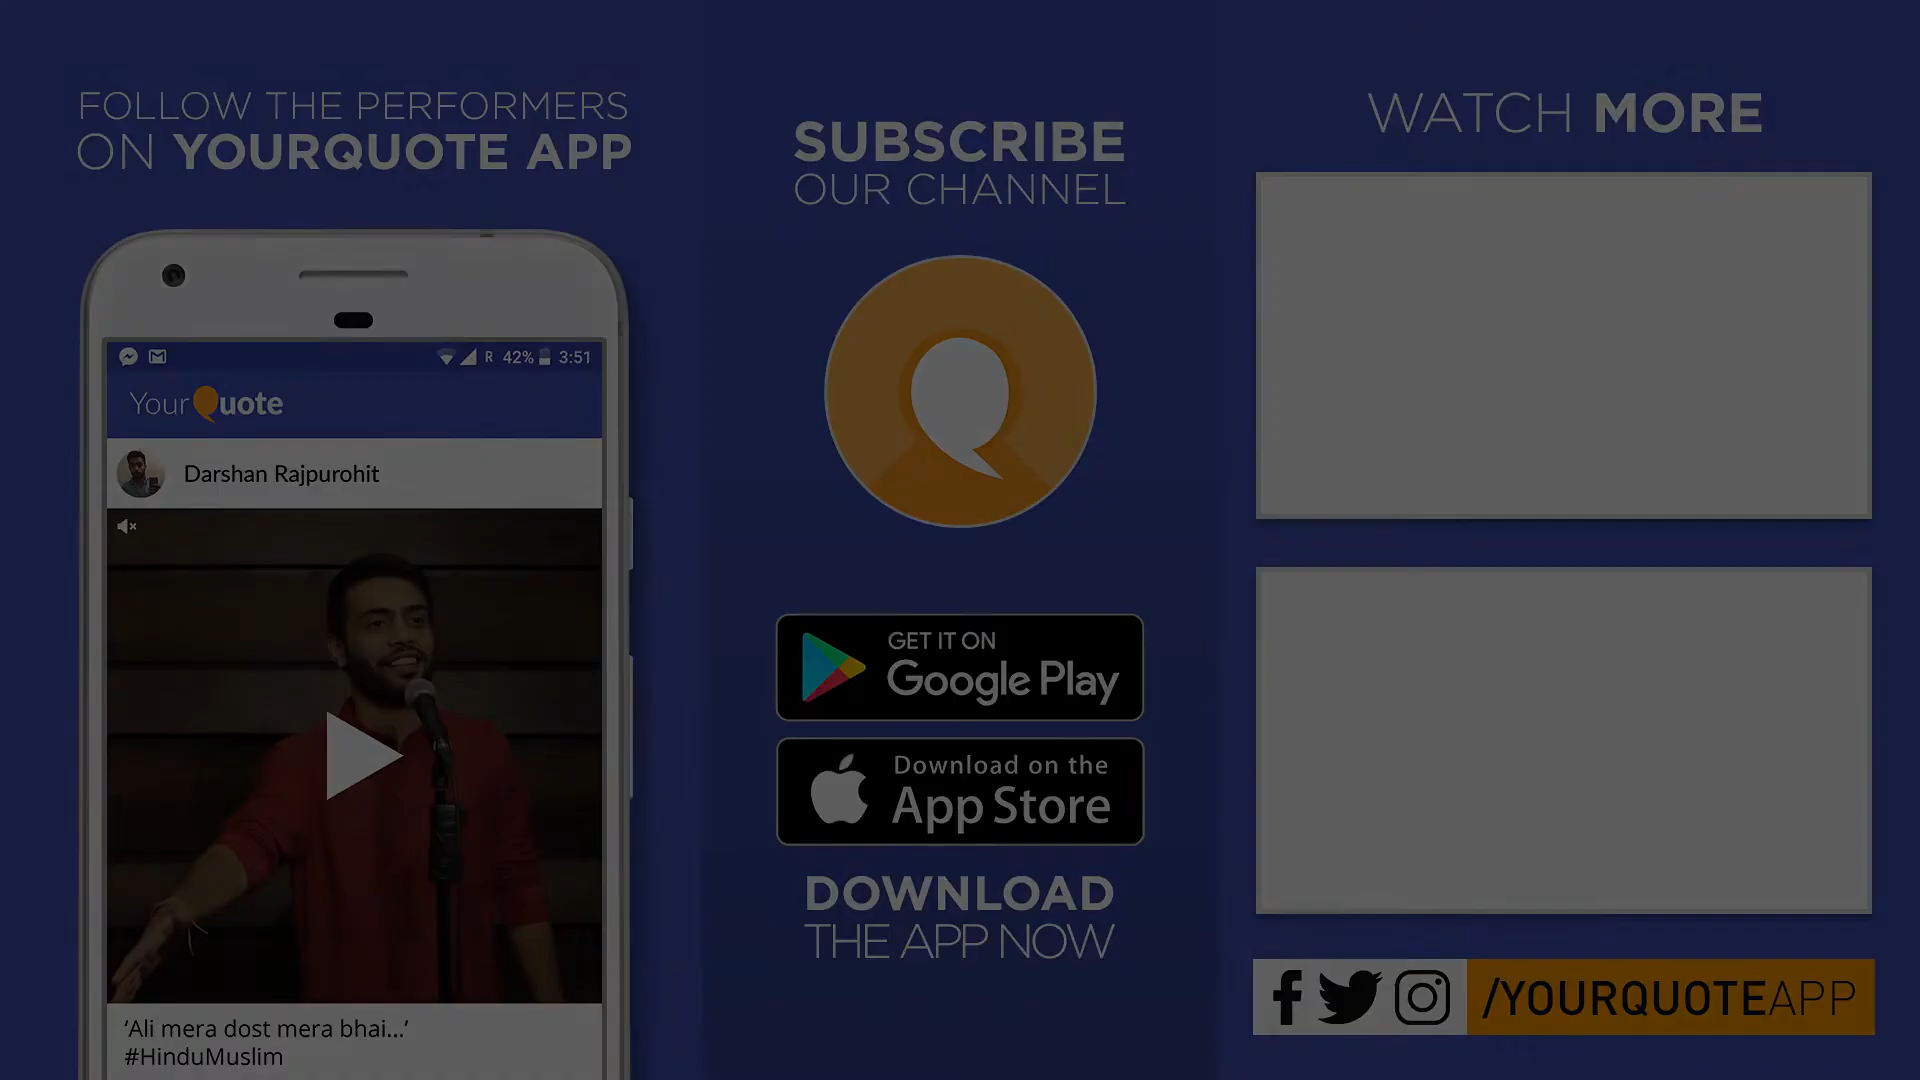 FOLLOW THE PERFORMERS
ON YOURQUOTE APP
R 42% 3:51
YourQuote
Darshan Rajpurohit
‘Ali mera dost mera bhai...’
#HinduMuslim
SUBSCRIBE
OUR CHANNEL
GET IT ON
Google Play
Download on the
App Store
DOWNLOAD
THE APP NOW
WATCH MORE
/YOURQUOTEAPP